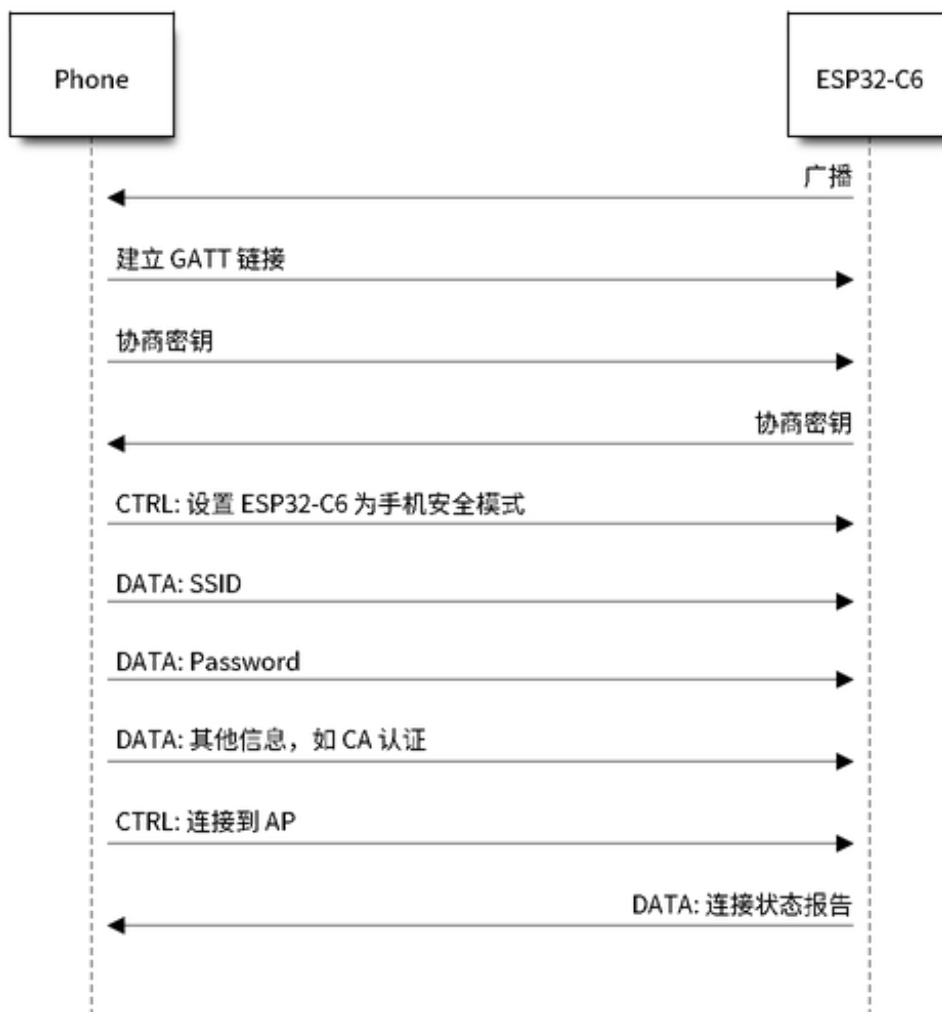 Phone
ESP32-C6
广播
建立 GATT 链接
协商密钥
协商密钥
CTRL: 设置 ESP32-C6 为手机安全模式
DATA: SSID
DATA: Password
DATA: 其他信息，如 CA 认证
CTRL: 连接到 AP
DATA: 连接状态报告